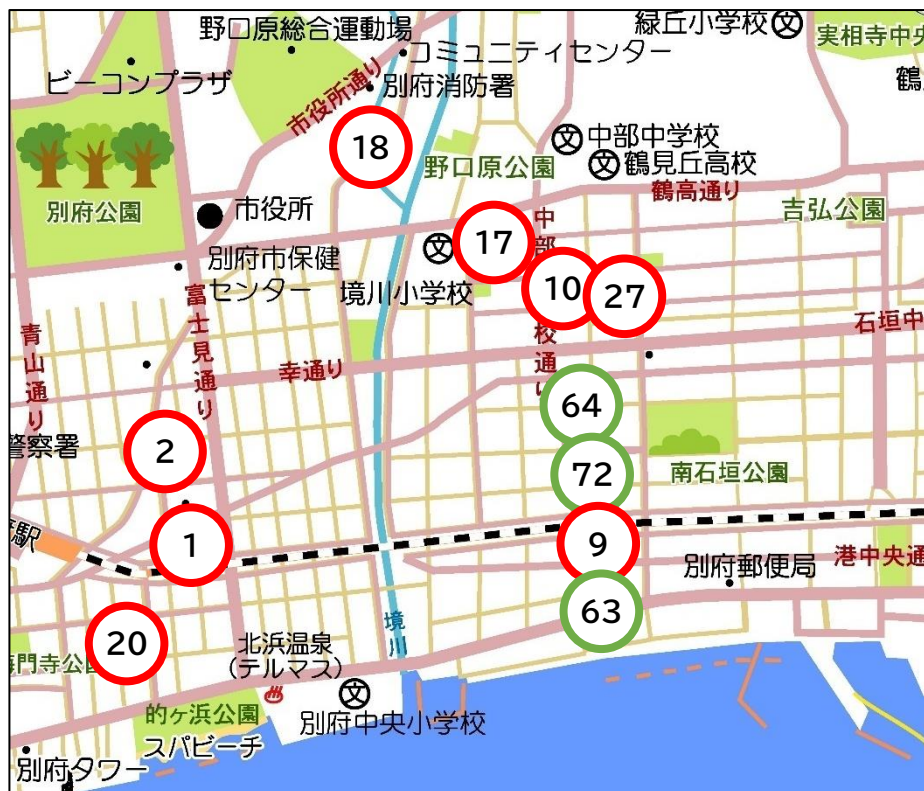 野口原総合運動場
緑丘小学校
文
コミュニティセンター
実相寺中央
ビーコンプラザ
別府消防署
鶴
市役所通り
18
文
中部中学校
文
鶴見丘高校
野口原公園
鶴高通り
別府公園
市役所
吉弘公園
17
文
中部
校通り
別府市保健
センター
境川小学校
10
27
富士見通り
青山通り
石垣中
幸通り
64
2
警察署
72
南石垣公園
駅
1
9
別府郵便局
港中央通
63
境川
20
北浜温泉
(テルマス)
門寺公
文
的ヶ浜公園
別府中央小学校
スパビーチ
別府タワー